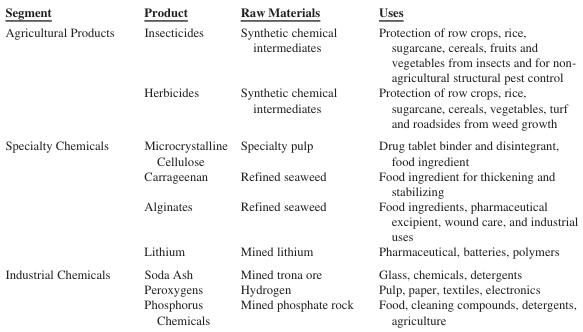 Segment Product Raw Materials Uses
Agricultural Products Insecticides Synthetic chemical Protection of row crops, rice,
intermediates sugarcane, cereals, fruits and
vegetables from insects and for non-
agricultural structural pest control
Herbicides Synthetic chemical Protection of row crops, rice,
intermediates sugarcane, cereals, vegetables, turf
and roadsides from weed growth
Specialty Chemicals Microcrystalline Specialty pulp Drug tablet binder and disintegrant,
Cellulose food ingredient
Carrageenan Refined seaweed Food ingredient for thickening and
stabilizing
Alginates Refined seaweed Food ingredients, pharmaceutical
excipient, wound care, and industrial
uses
Lithium Mined lithium Pharmaceutical, batteries, polymers
Industrial Chemicals Soda Ash Mined trona ore Glass, chemicals, detergents
Peroxygens Hydrogen Pulp, paper, textiles, electronics
Phosphorus Mined phosphate rock Food, cleaning compounds, detergents,
Chemicals agriculture